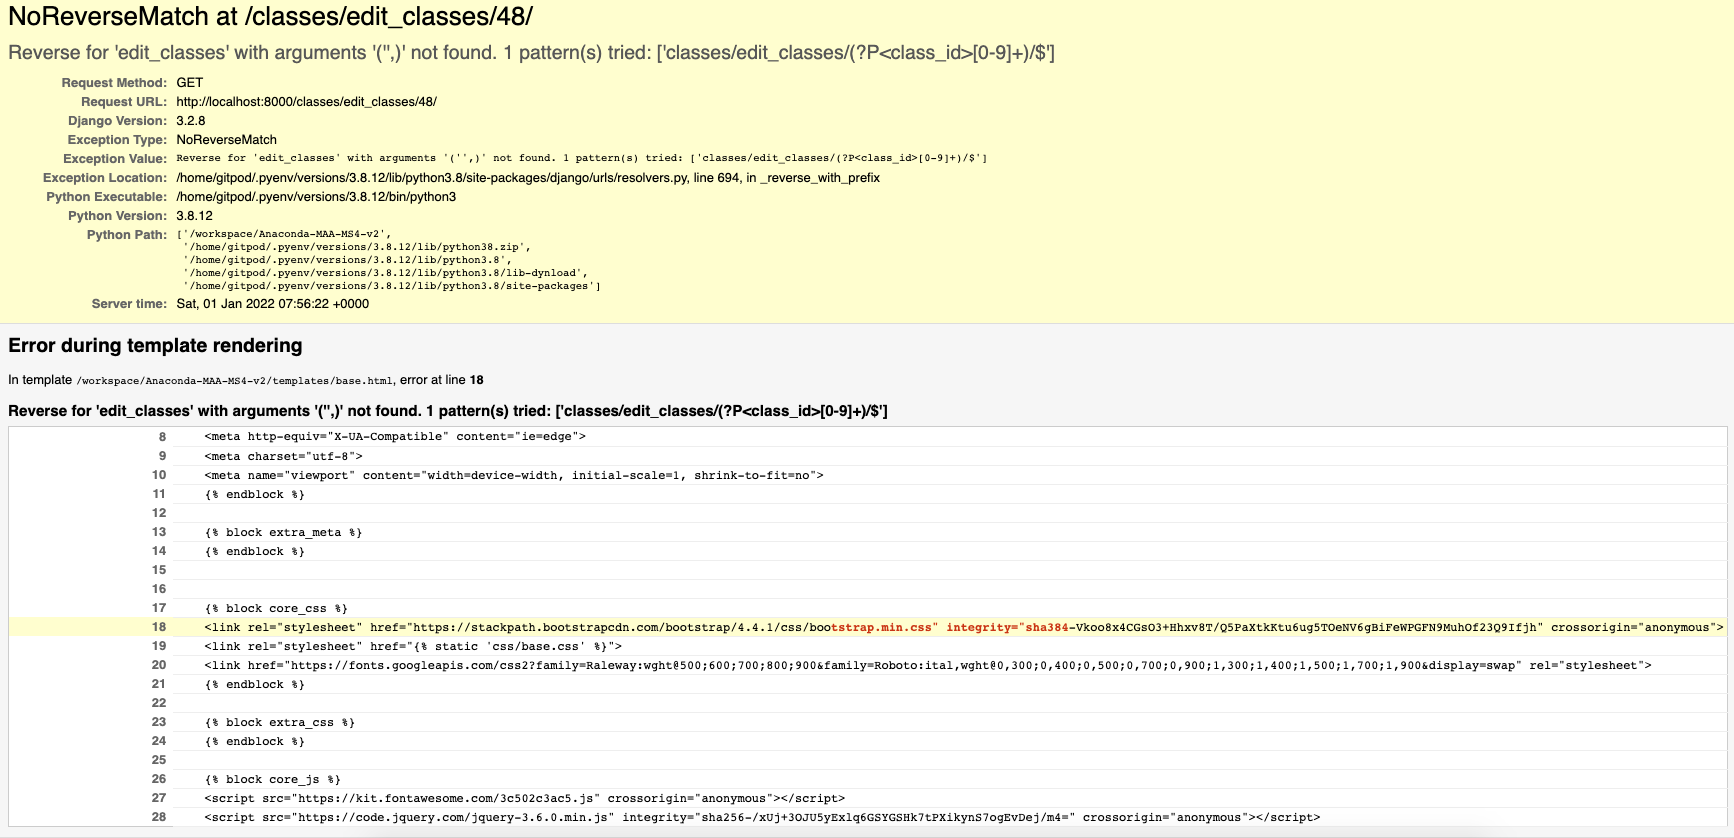 NoReverseMatch at /classes/edit_classes/48/
Reverse for 'edit_classes' with arguments '('',)' not found. 1 pattern(s) tried: ['classes/edit_classes/(?P<class_id>[0-9]+)/$']
Request Method: GET
Request URL: http://localhost:8000/classes/edit_classes/48/
Django Version: 3.2.8
Exception Type: NoReverseMatch
Exception Value: Reverse for 'edit_classes' with arguments '('',)' not found. 1 pattern(s) tried: ['classes/edit_classes/(?P<class_id>[0-9]+)/$']
Exception Location: /home/gitpod/.pyenv/versions/3.8.12/lib/python3.8/site-packages/django/urls/resolvers.py, line 694, in _reverse_with_prefix
Python Executable: /home/gitpod/.pyenv/versions/3.8.12/bin/python3
Python Version: 3.8.12
Python Path: ['/workspace/Anaconda-MAA-MS4-v2',
'/home/gitpod/.pyenv/versions/3.8.12/lib/python38.zip',
'/home/gitpod/.pyenv/versions/3.8.12/lib/python3.8',
'/home/gitpod/.pyenv/versions/3.8.12/lib/python3.8/lib-dynload',
'/home/gitpod/.pyenv/versions/3.8.12/lib/python3.8/site-packages']
Server time: Sat, 01 Jan 2022 07:56:22 +0000
Error during template rendering
In template /workspace/Anaconda-MAA-MS4-v2/templates/base.html, error at line 18
Reverse for 'edit_classes' with arguments '('',)' not found. 1 pattern(s) tried: ['classes/edit_classes/(?P<class_id>[0-9]+)/$']
8 <meta http-equiv="X-UA-Compatible" content="ie=edge">
9 <meta charset="utf-8">
10 <meta name="viewport" content="width=device-width, initial-scale=1, shrink-to-fit=no">
11 {% endblock %}
12
13 {% block extra_meta %}
14 {% endblock %}
15
16
17 {% block core_css %}
18 <link rel="stylesheet" href="https://stackpath.bootstrapcdn.com/bootstrap/4.4.1/css/bootstrap.min.css" integrity="sha384-Vkoo8x4CGsO3+Hhxv8T/Q5PaXtkKtu6ug5TOeNV6gBiFeWPGFN9MuhOf23Q9Ifjh" crossorigin="anonymous">
19 <link rel="stylesheet" href="{% static 'css/base.css' %}">
20 <link href="https://fonts.googleapis.com/css2?family=Raleway:wght@500;600;700;800;900&family=Roboto:ital,wght@0,300;0,400;0,500;0,700;0,900;1,300;1,400;1,500;1,700;1,900&display=swap" rel="stylesheet">
21 {% endblock %}
22
23 {% block extra_css %}
24 {% endblock %}
25
26 {% block core_js %}
27 <script src="https://kit.fontawesome.com/3c502c3ac5.js" crossorigin="anonymous"></script>
28 <script src="https://code.jquery.com/jquery-3.6.0.min.js" integrity="sha256-/xUj+3OJU5yExlq6GSYGSHk7tPXikynS7ogEvDej/m4=" crossorigin="anonymous"></script>